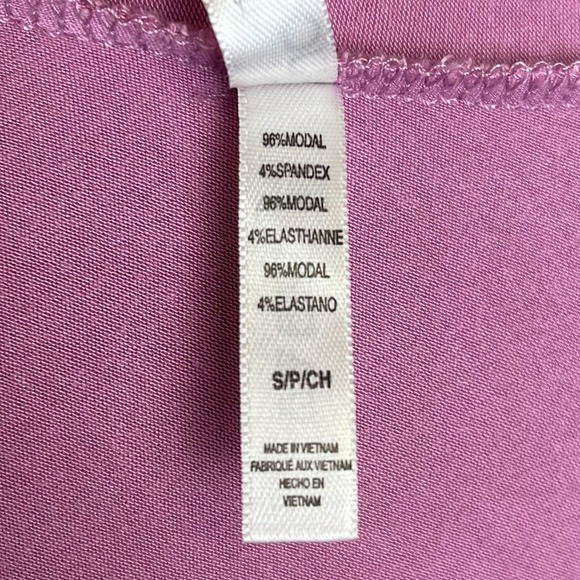 96%MODAL
4%SPANDEX
96%MODAL
4%ELASTHANNE
96%MODAL
4%ELASTANO
S/P/CH
MADE IN VIETNAM
FABRIQUÉ AUX VIETNAM
HECHO EN
VIETNAM